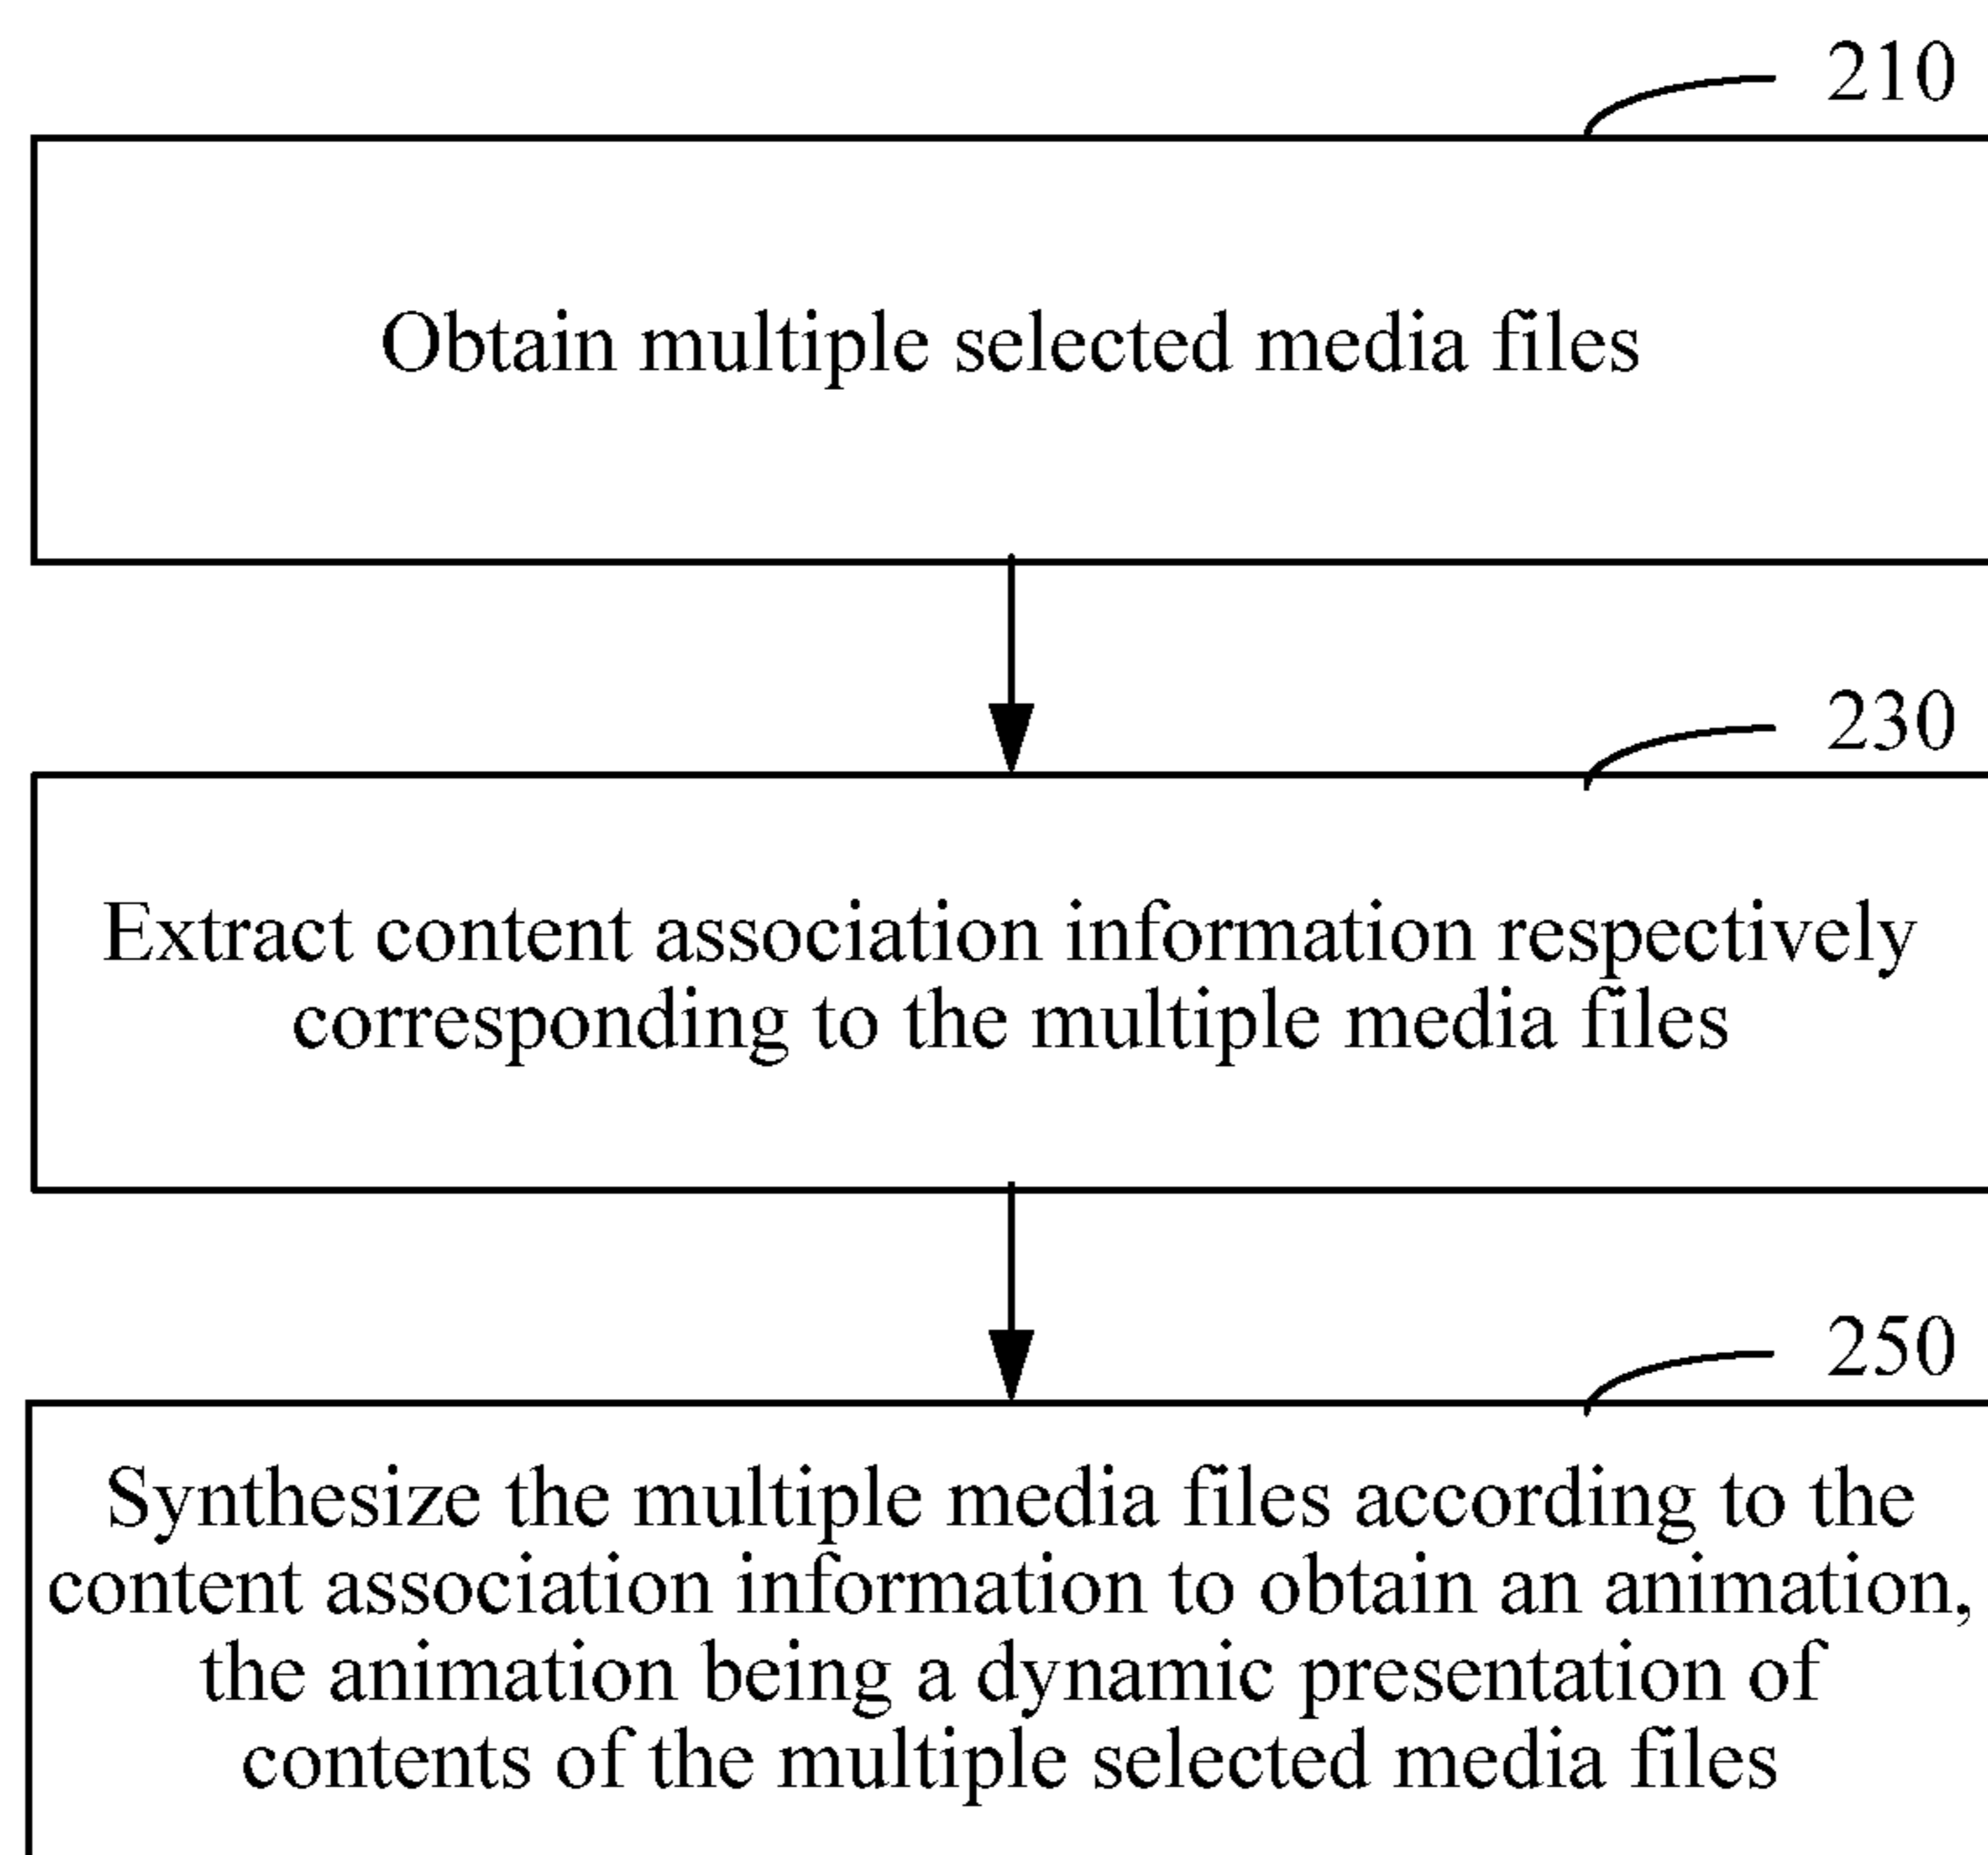 210
Obtain multiple selected media files
230
Extract content association information respectively
corresponding to the multiple media files
250
Synthesize the multiple media files according to the
content association information to obtain an animation,
the animation being a dynamic presentation of
contents of the multiple selected media files